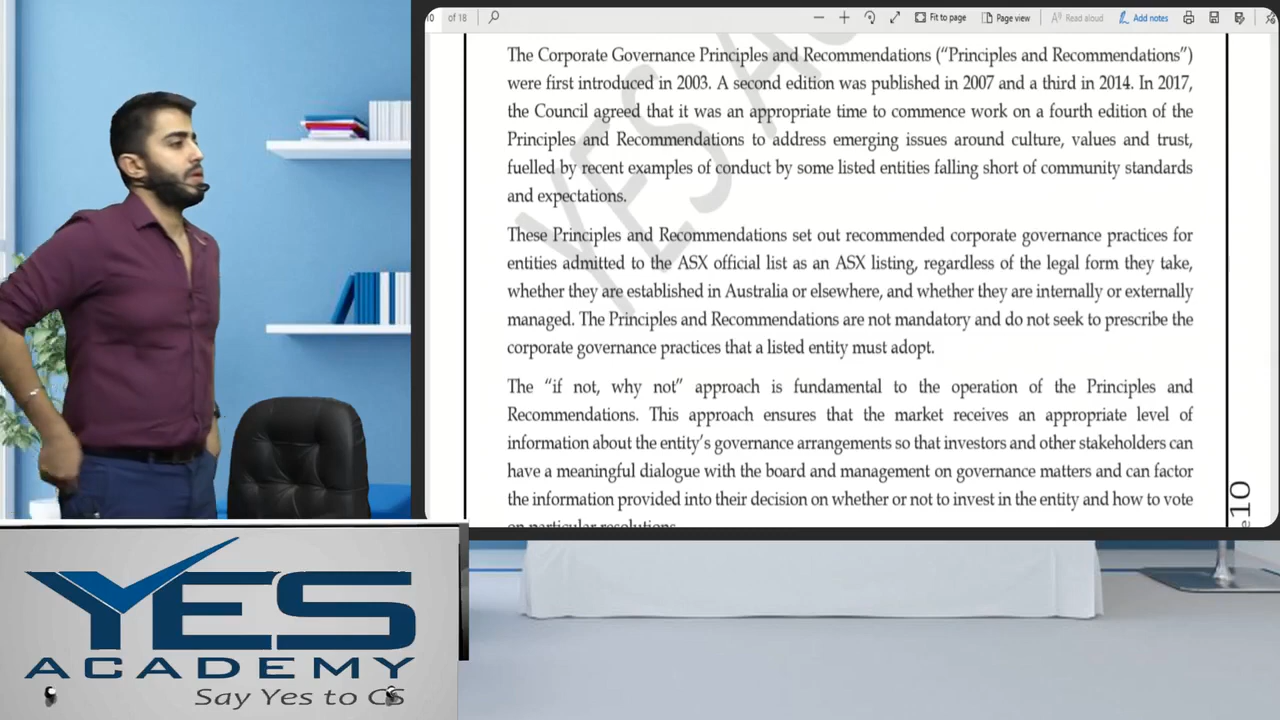 10 of 18 Fit to page Page view Read aloud Add notes
The Corporate Governance Principles and Recommendations (“Principles and Recommendations”)
were first introduced in 2003. A second edition was published in 2007 and a third in 2014. In 2017,
the Council agreed that it was an appropriate time to commence work on a fourth edition of the
Principles and Recommendations to address emerging issues around culture, values and trust,
fuelled by recent examples of conduct by some listed entities falling short of community standards
and expectations.
These Principles and Recommendations set out recommended corporate governance practices for
entities admitted to the ASX official list as an ASX listing, regardless of the legal form they take,
whether they are established in Australia or elsewhere, and whether they are internally or externally
managed. The Principles and Recommendations are not mandatory and do not seek to prescribe the
corporate governance practices that a listed entity must adopt.
The “if not, why not” approach is fundamental to the operation of the Principles and
Recommendations. This approach ensures that the market receives an appropriate level of
information about the entity’s governance arrangements so that investors and other stakeholders can
have a meaningful dialogue with the board and management on governance matters and can factor
the information provided into their decision on whether or not to invest in the entity and how to vote
on particular resolutions.
10
YES A
YES
ACADEMY
Say Yes to CS